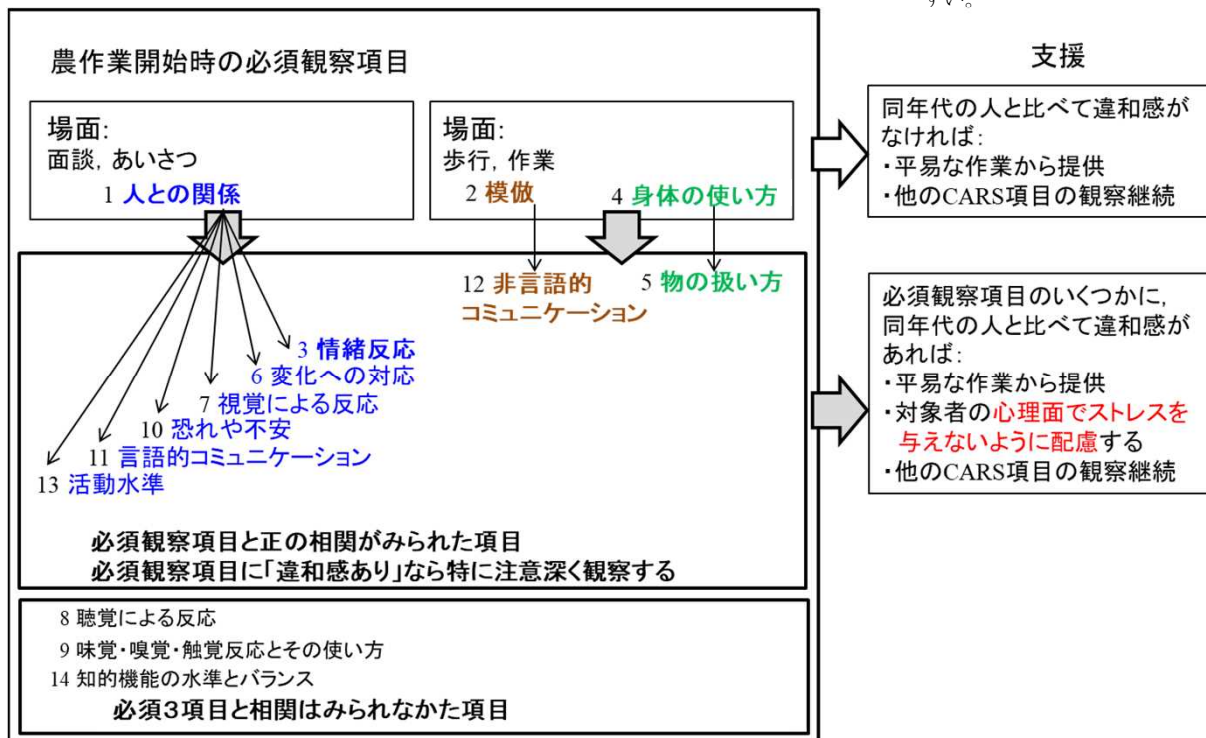 ずい。
農作業開始時の必須観察項目
場面:
面談, あいさつ
1 人との関係
場面:
歩行, 作業
2 模倣
4 身体の使い方
12 非言語的
コミュニケーション
5 物の扱い方
3 情緒反応
6 変化への対応
7 視覚による反応
10 恐れや不安
11 言語的コミュニケーション
13 活動水準
必須観察項目と正の相関がみられた項目
必須観察項目に「違和感あり」なら特に注意深く観察する
8 聴覚による反応
9 味覚・嗅覚・触覚反応とその使い方
14 知的機能の水準とバランス
必須3項目と相関はみられなかた項目
支援
同年代の人と比べて違和感が
なければ:
・平易な作業から提供
・他のCARS項目の観察継続
必須観察項目のいくつかに,
同年代の人と比べて違和感が
あれば:
・平易な作業から提供
・対象者の心理面でストレスを
与えないように配慮する
・他のCARS項目の観察継続